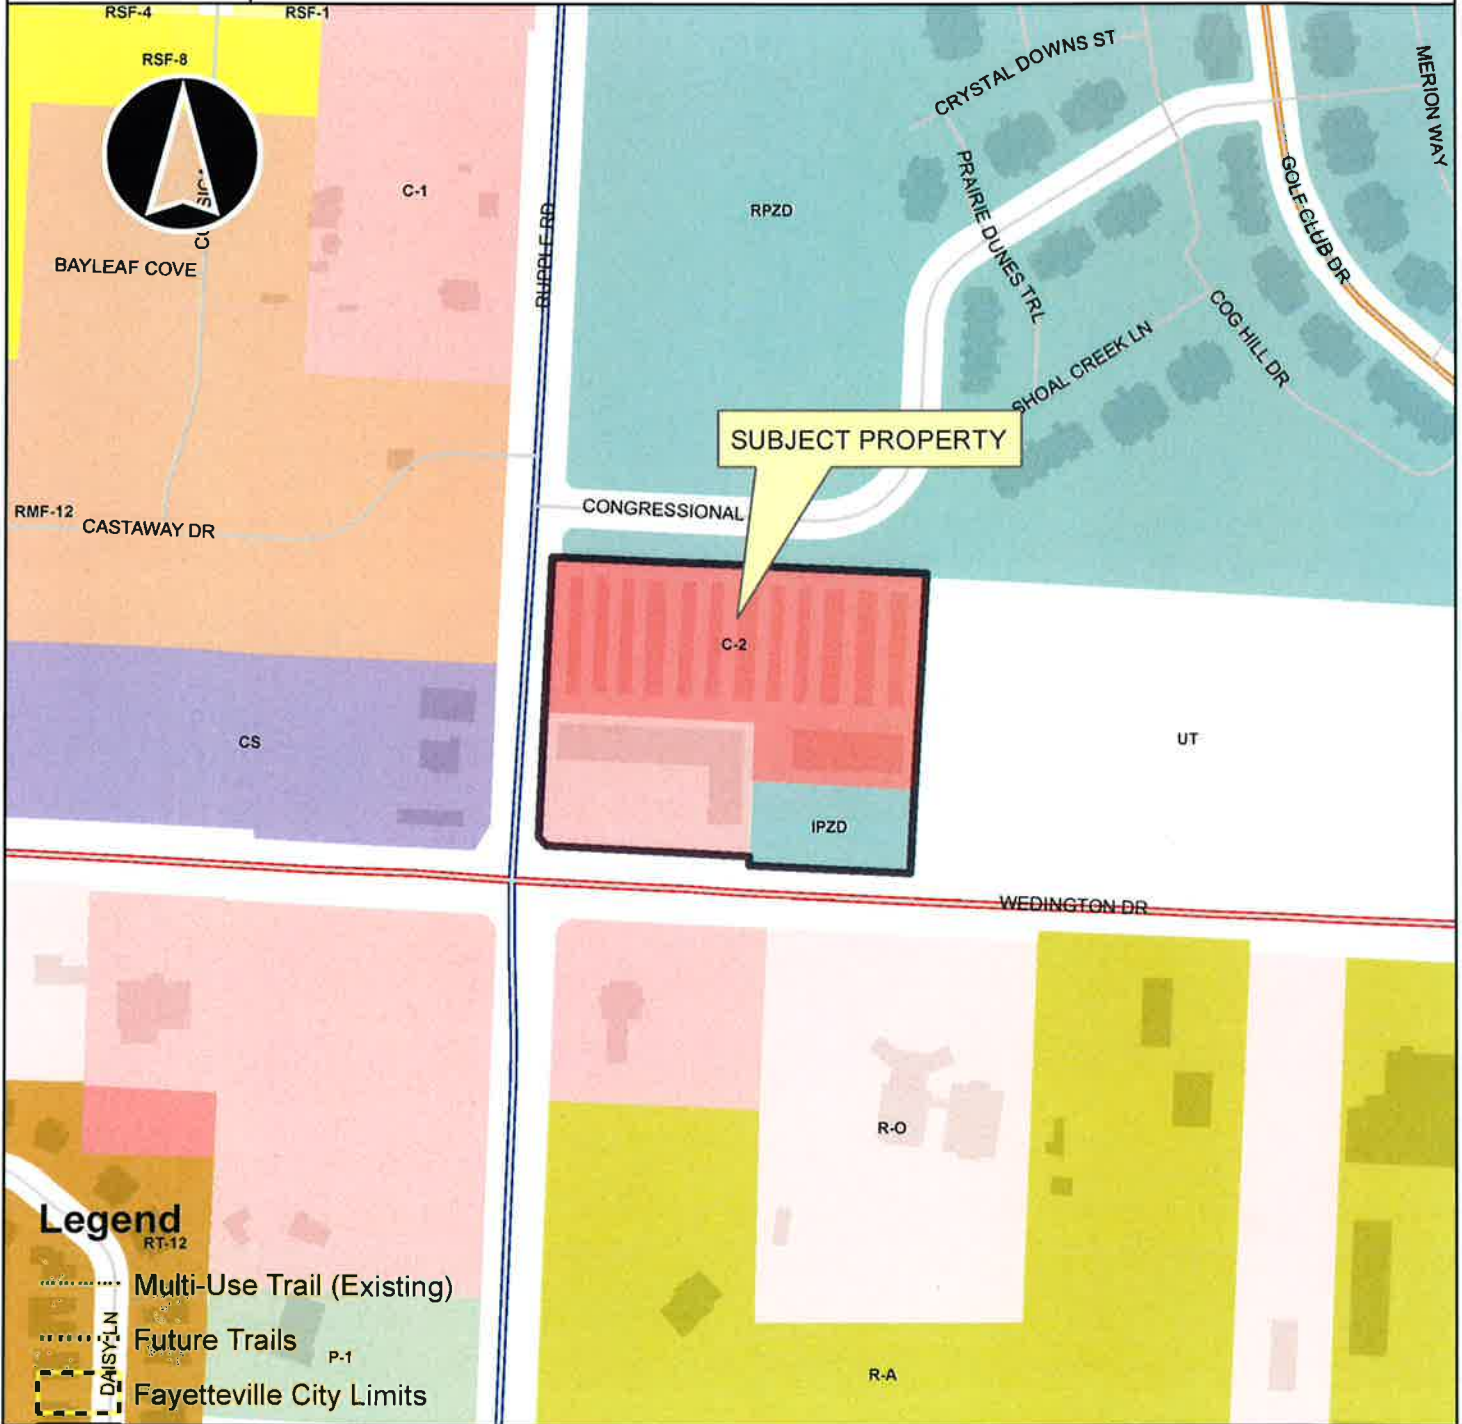 RSF-4
RSF-1
RSF-8
C-1
BAYLEAF COVE
RUPPLE RD
RPZD
CRYSTAL DOWNS ST
MERION WAY
PRAIRIE DUNES TRL
GOLF CLUB DR
COG HILL DR
SHOAL CREEK LN
SUBJECT PROPERTY
CONGRESSIONAL
RMF-12
CASTAWAY DR
C-2
CS
UT
IPZD
WEDINGTON DR
R-O
Legend
RT-12
Multi-Use Trail (Existing)
Future Trails
DAISY LN
P-1
Fayetteville City Limits
R-A